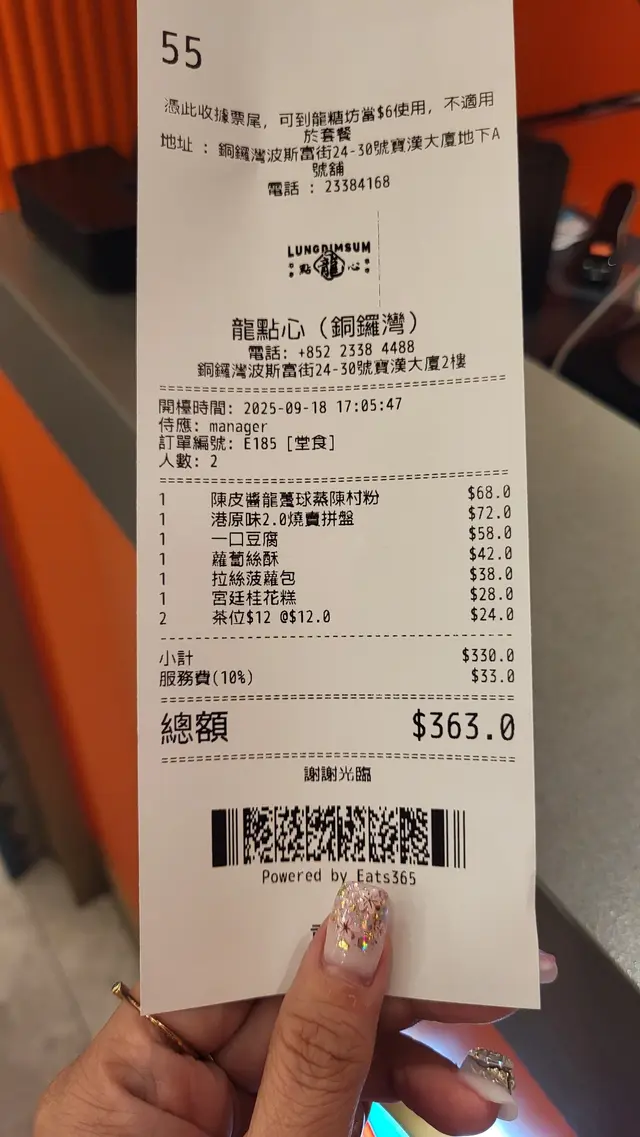 55
憑此收據票尾, 可到龍糖坊當$6使用, 不適用
於套餐
地址 : 銅鑼灣波斯富街24-30號寶漢大廈地下A
號舖
電話 : 23384168
LUNGDIMSUM
點龍心
龍點心 (銅鑼灣)
電話: +852 2338 4488
銅鑼灣波斯富街24-30號寶漢大廈2樓
開檯時間: 2025-09-18 17:05:47
侍應: manager
訂單編號: E185 [堂食]
人數: 2
1 陳皮醬龍躉球蒸陳村粉 $68.0
1 港原味2.0燒賣拼盤 $72.0
1 一口豆腐 $58.0
1 蘿蔔絲酥 $42.0
1 拉絲菠蘿包 $38.0
1 宮廷桂花糕 $28.0
2 茶位$12 @$12.0 $24.0
小計 $330.0
服務費(10%) $33.0
總額 $363.0
謝謝光臨
Powered by Eats365